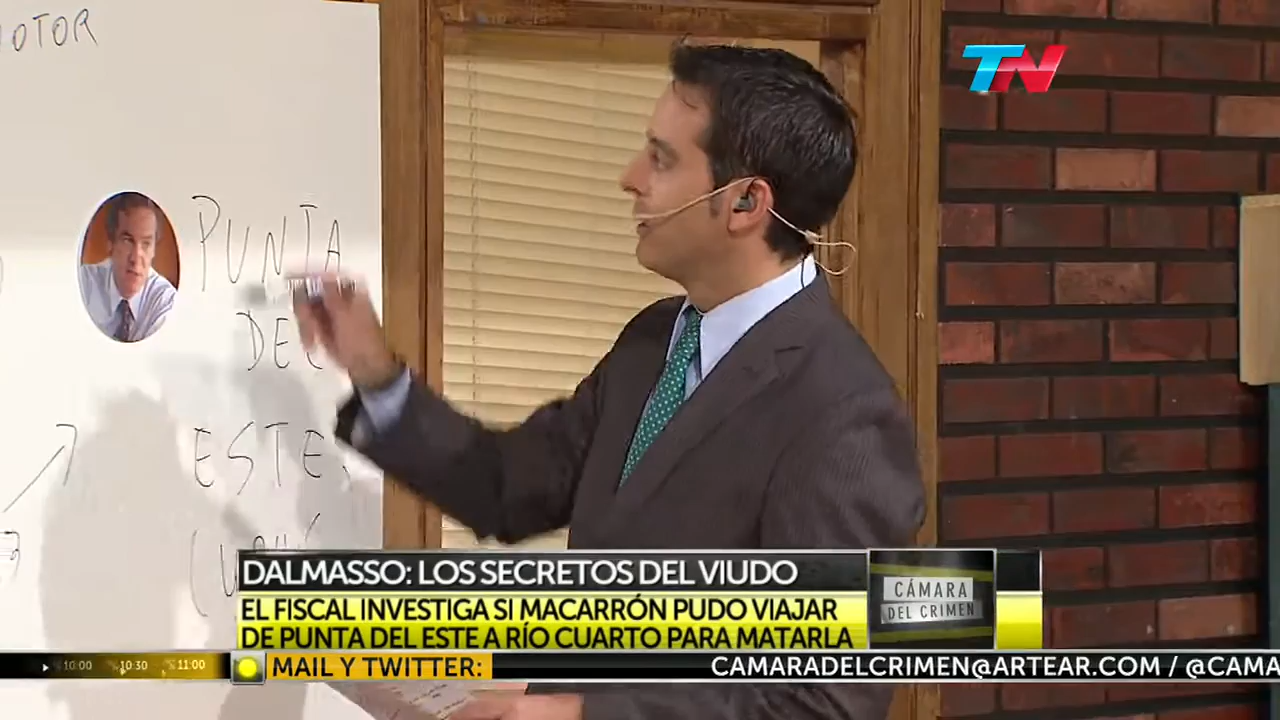 TN
PUNTA
DEL
ESTE
DALMASSO: LOS SECRETOS DEL VIUDO
EL FISCAL INVESTIGA SI MACARRÓN PUDO VIAJAR
DE PUNTA DEL ESTE A RÍO CUARTO PARA MATARLA
CÁMARA
DEL CRIMEN
10:00 10:30 11:00
MAIL Y TWITTER:
CAMARADELCRIMEN@ARTEAR.COM / @CAMA